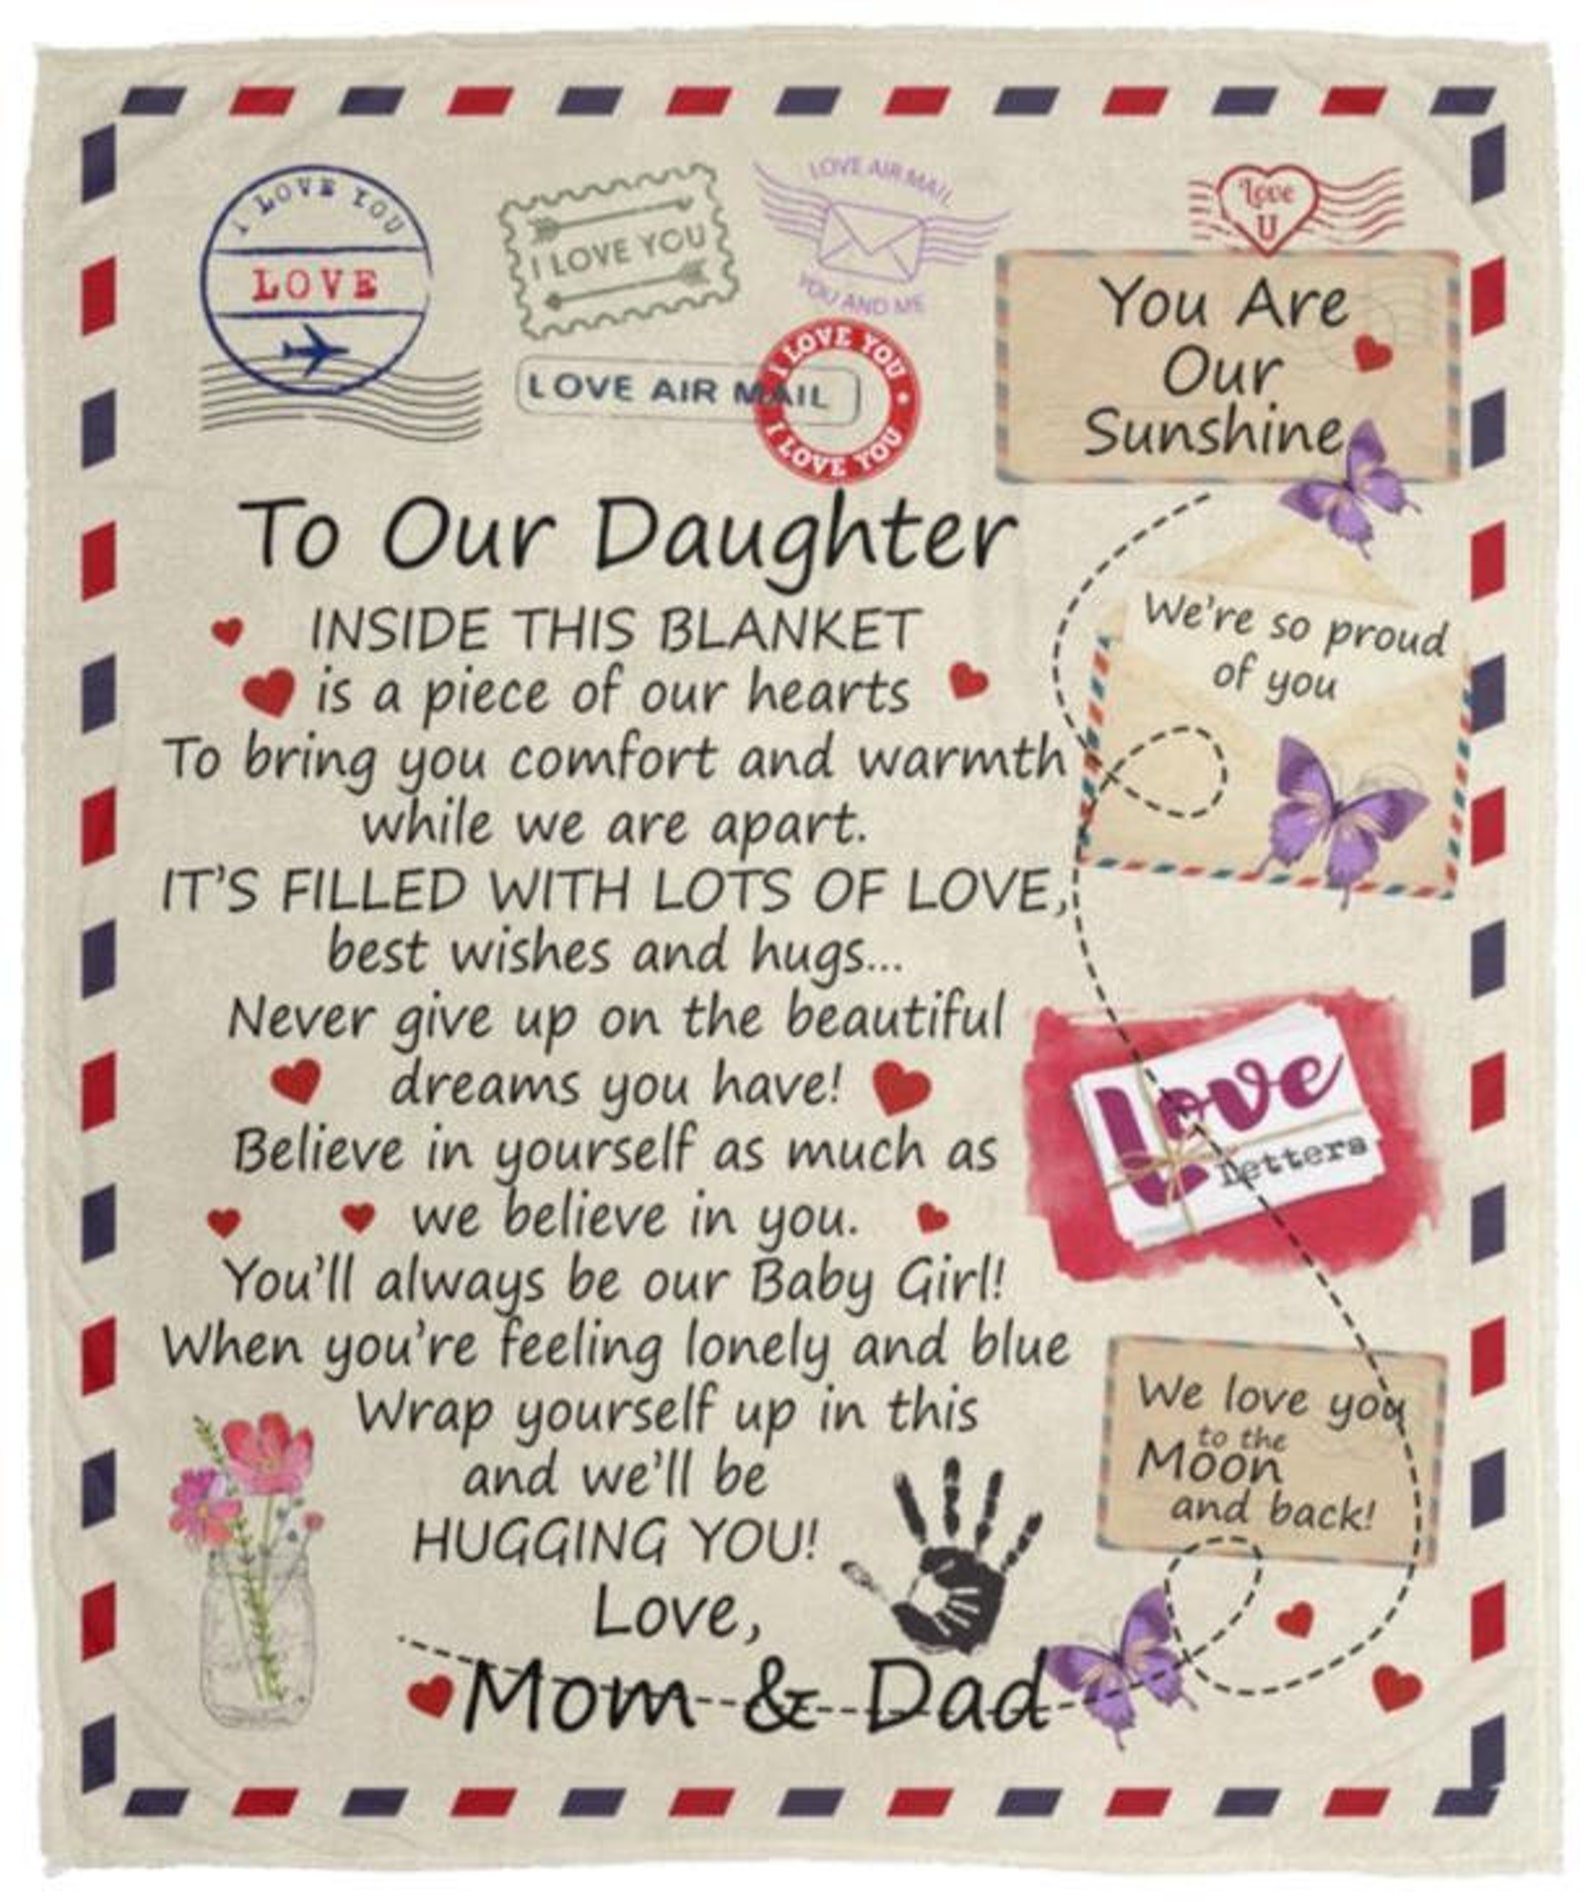 I LOVE YOU
LOVE
I LOVE YOU
LOVE AIR MAIL
YOU AND ME
LOVE AIR MAIL
I LOVE YOU
I LOVE YOU
Love
U
You Are
Our
Sunshine
To Our Daughter
INSIDE THIS BLANKET
is a piece of our hearts
To bring you comfort and warmth
while we are apart.
IT'S FILLED WITH LOTS OF LOVE,
best wishes and hugs...
Never give up on the beautiful
dreams you have!
Believe in yourself as much as
we believe in you.
You'll always be our Baby Girl!
When you're feeling lonely and blue
Wrap yourself up in this
and we'll be
HUGGING YOU!
Love,
Mom & Dad
We're so proud
of you
Love
Letters
We love you
to the
Moon
and back!